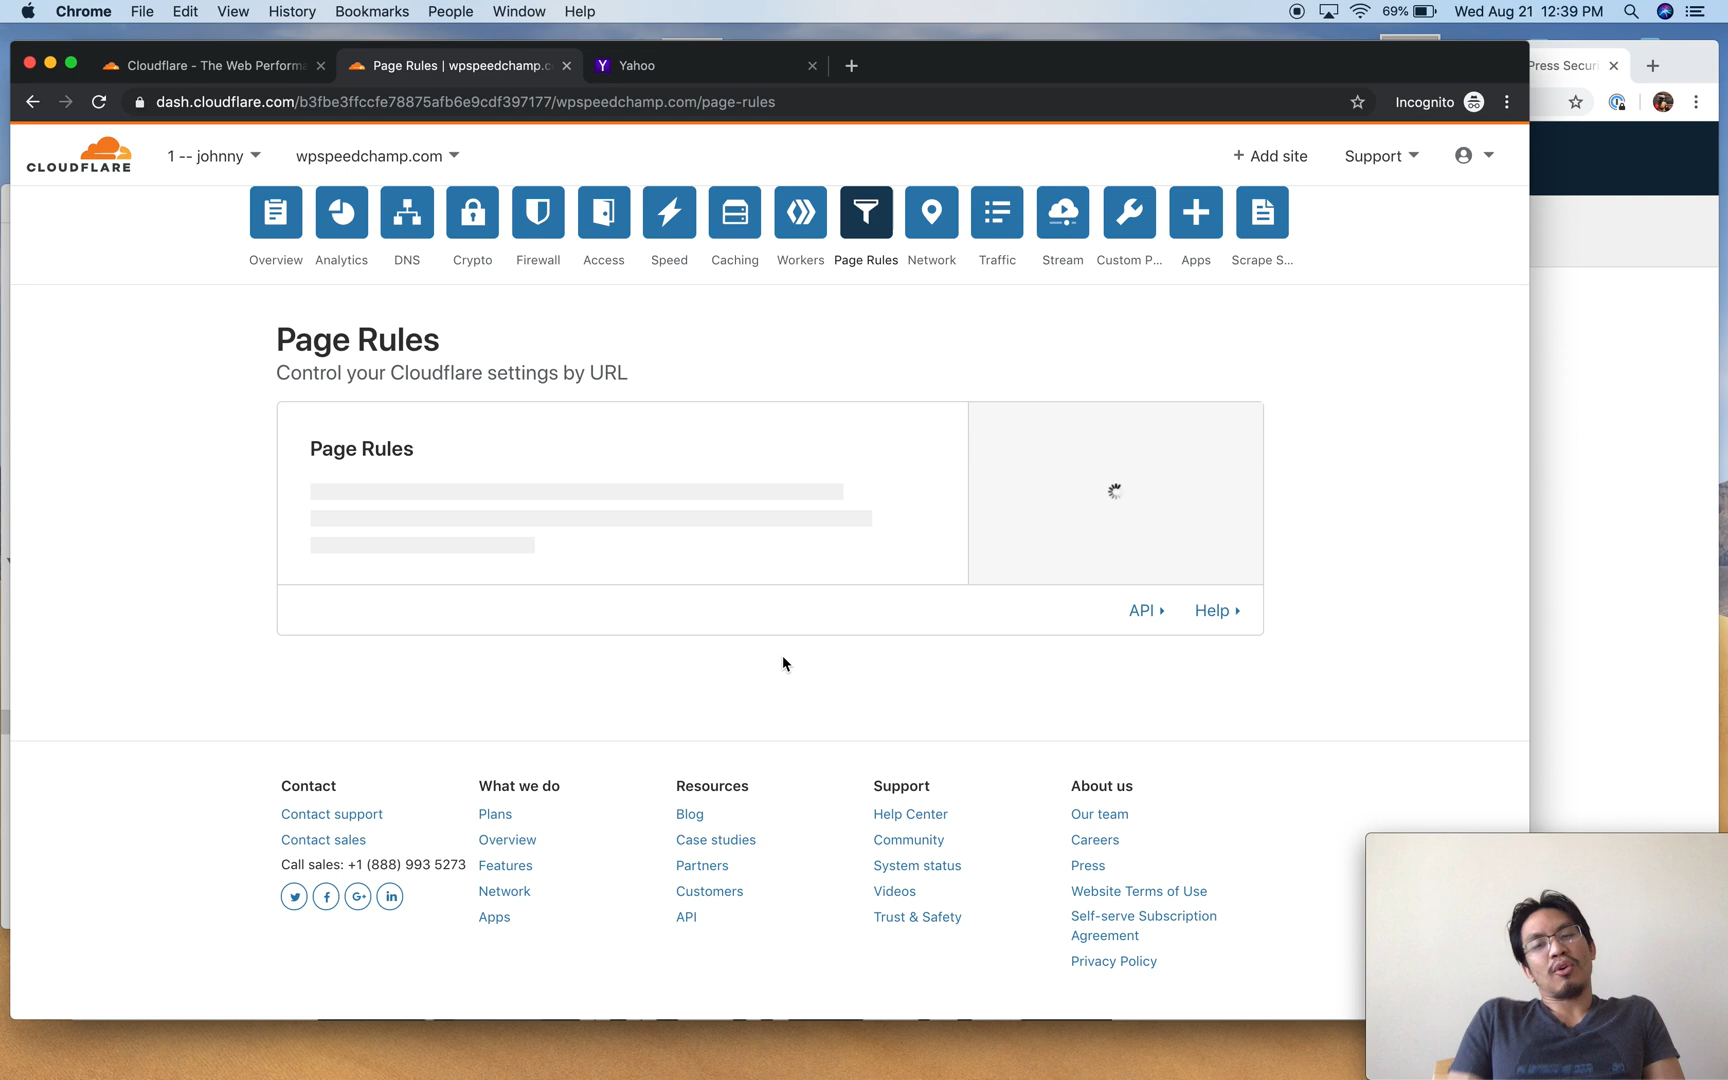 Chrome File Edit View History Bookmarks People Window Help 69% Wed Aug 21 12:39 PM
Cloudflare - The Web Performa Page Rules | wpspeedchamp.c Yahoo Press Securi
dash.cloudflare.com/b3fbe3ffccfe78875afb6e9cdf397177/wpspeedchamp.com/page-rules Incognito
CLOUDFLARE 1 -- johnny wpspeedchamp.com + Add site Support
Overview Analytics DNS Crypto Firewall Access Speed Caching Workers Page Rules Network Traffic Stream Custom P... Apps Scrape S...
Page Rules
Control your Cloudflare settings by URL
Page Rules
API Help
Contact
Contact support
Contact sales
Call sales: +1 (888) 993 5273
What we do
Plans
Overview
Features
Network
Apps
Resources
Blog
Case studies
Partners
Customers
API
Support
Help Center
Community
System status
Videos
Trust & Safety
About us
Our team
Careers
Press
Website Terms of Use
Self-serve Subscription
Agreement
Privacy Policy